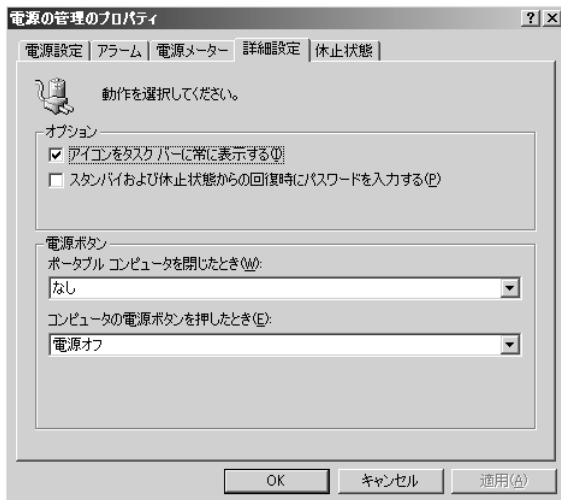 電源の管理のプロパティ
電源設定 アラーム 電源メーター 詳細設定 休止状態
動作を選択してください。
オプション
アイコンをタスク バーに常に表示する(I)
スタンバイおよび休止状態からの回復時にパスワードを入力する(P)
電源ボタン
ポータブル コンピュータを閉じたとき(W):
なし
コンピュータの電源ボタンを押したとき(E):
電源オフ
OK キャンセル 適用(A)